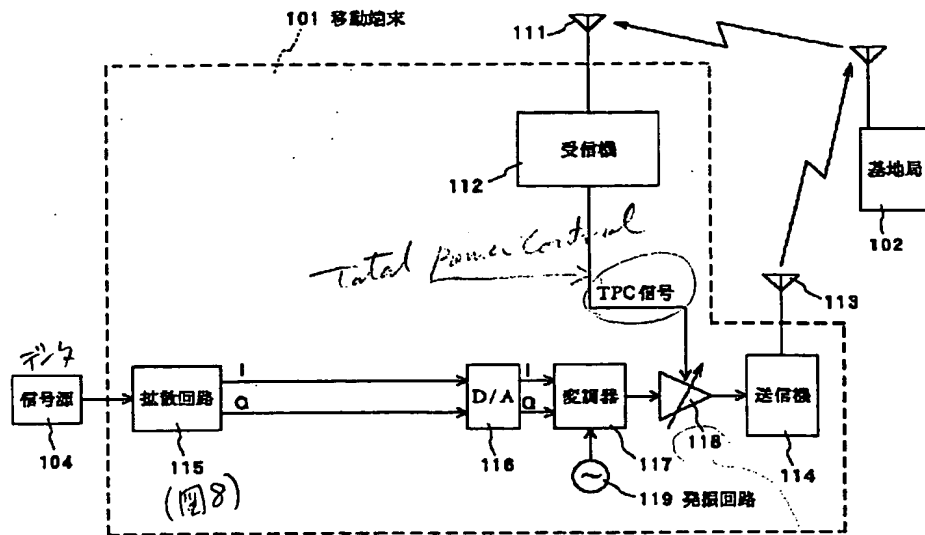 101 移動端末
111
受信機
112
基地局
102
Total Power Control
TPC信号
113
データ
信号源
104
拡散回路
115
(図8)
I
Q
D/A
116
I
Q
変調器
117
119 発振回路
118
送信機
114